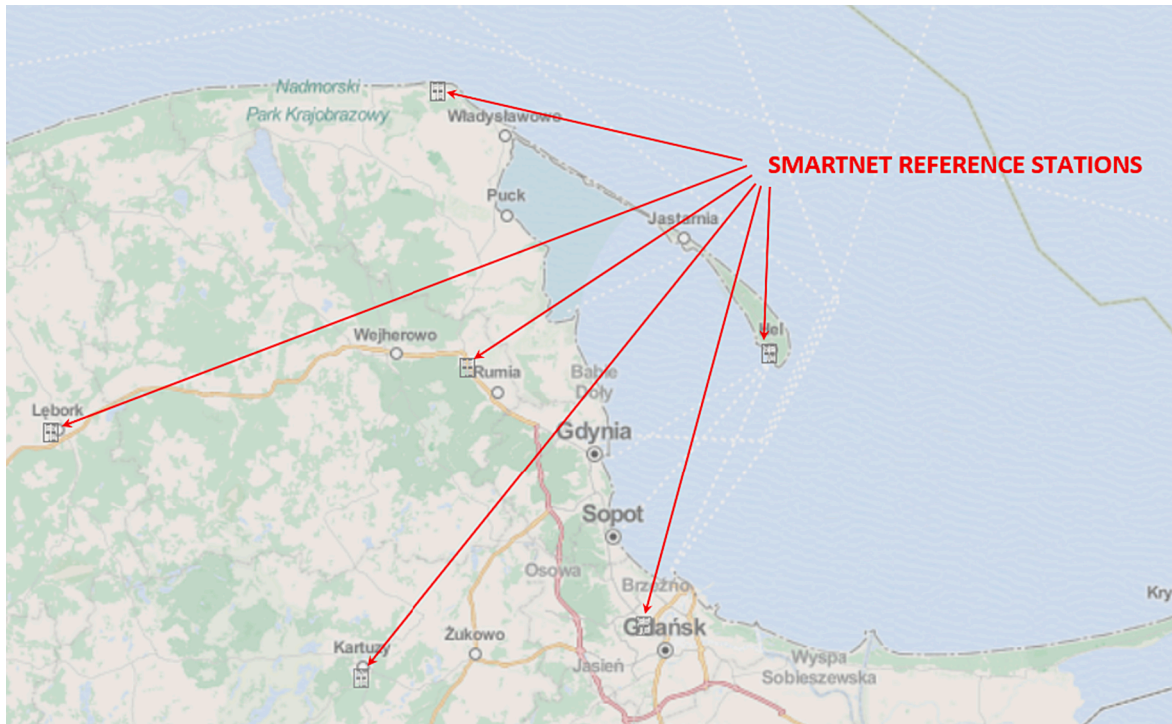 Nadmorski
Park Krajobrazowy
Władysławowo
SMARTNET REFERENCE STATIONS
Puck
Jastarnia
Hel
Wejherowo
Rumia
Babie
Doły
Lębork
Gdynia
Sopot
Osowa
Brzeźno
Gdańsk
Kry
Kartuzy
Żukowo
Jasień
Wyspa
Sobieszewska